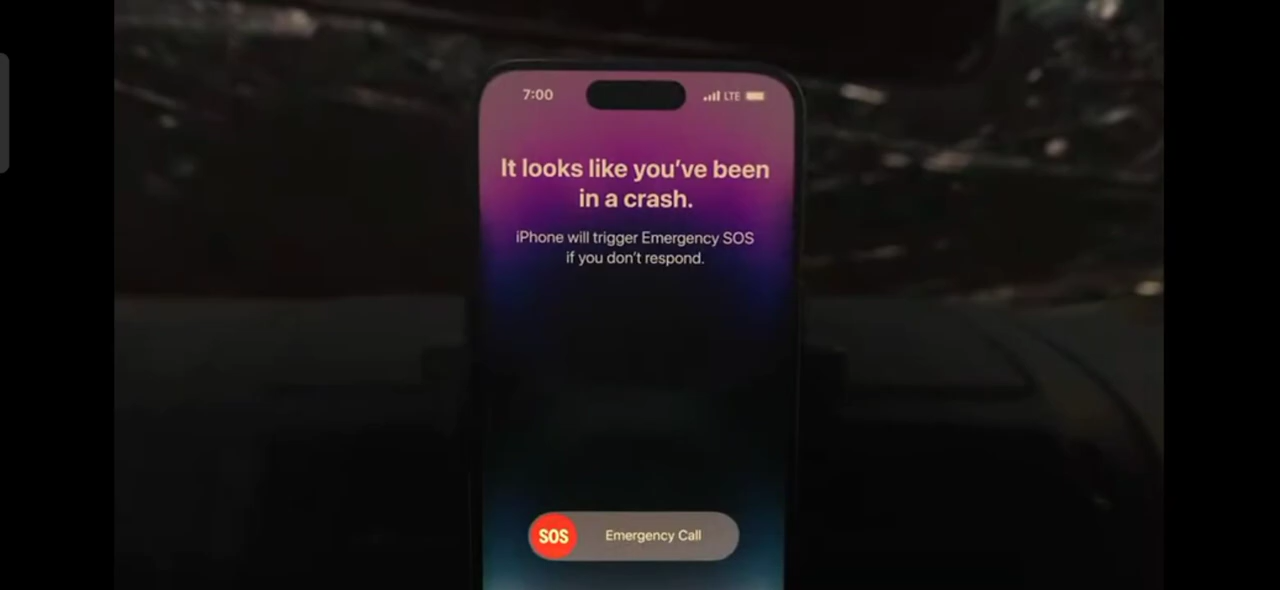 7:00 LTE
It looks like you've been
in a crash.
iPhone will trigger Emergency SOS
if you don't respond.
SOS Emergency Call